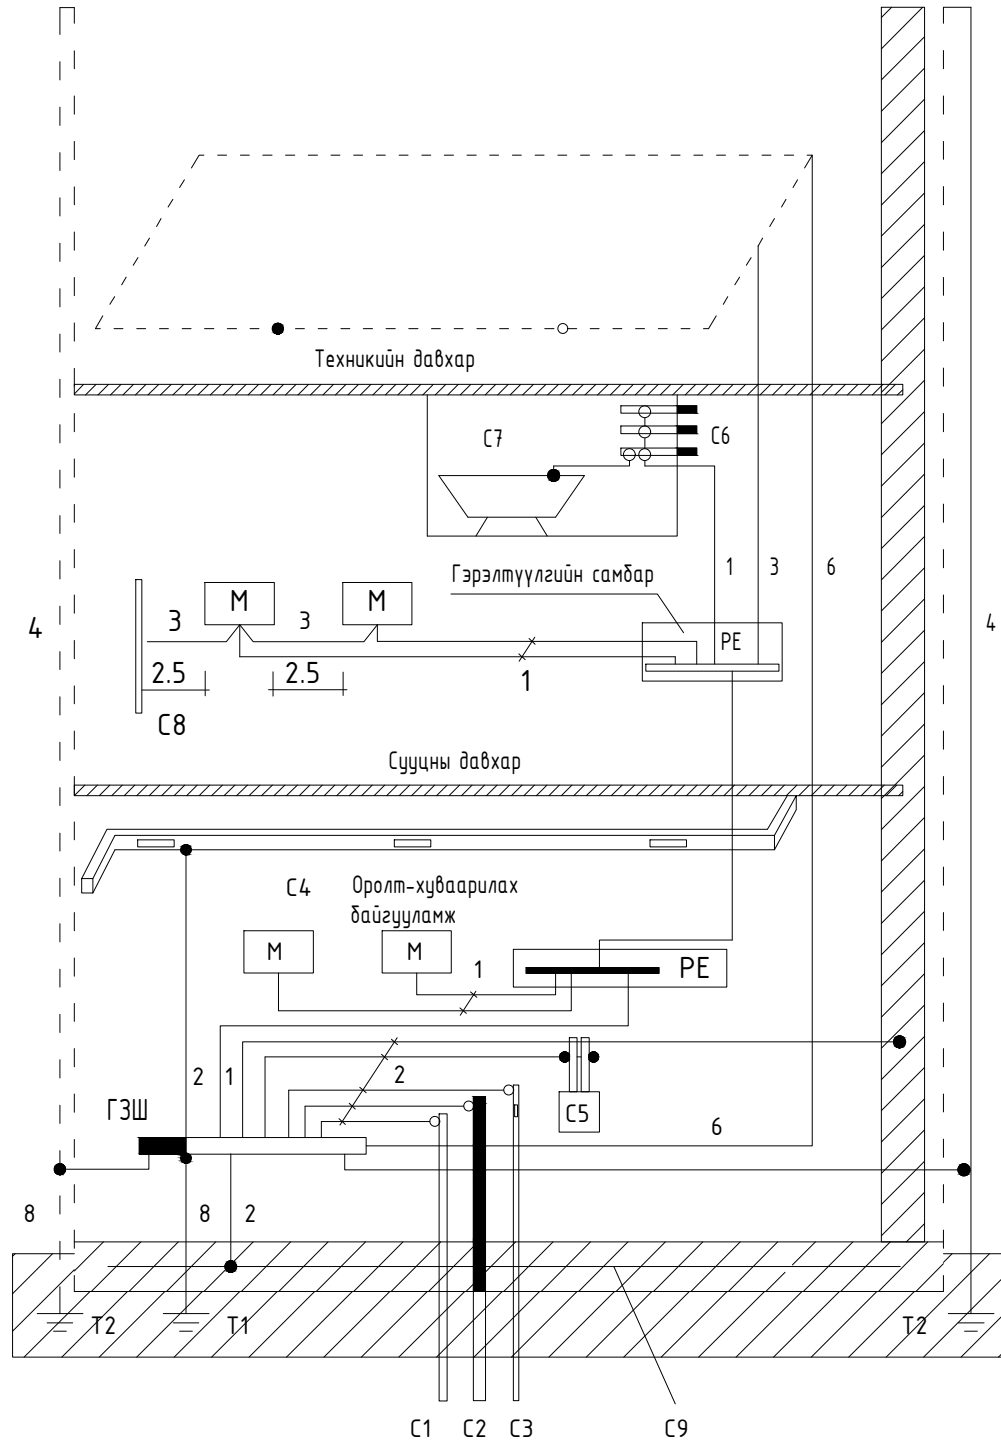 Техникийн давхар
С7
С6
Гэрэлтүүлгийн самбар
1
3
6
4
М
М
3
3
РЕ
4
2.5
2.5
1
С8
Сууцны давхар
С4
Оролт-хуваарилах
байгууламж
М
М
1
РЕ
2
1
2
ГЗШ
С5
6
8
8
2
Т2
Т1
Т2
С1
С2
С3
С9